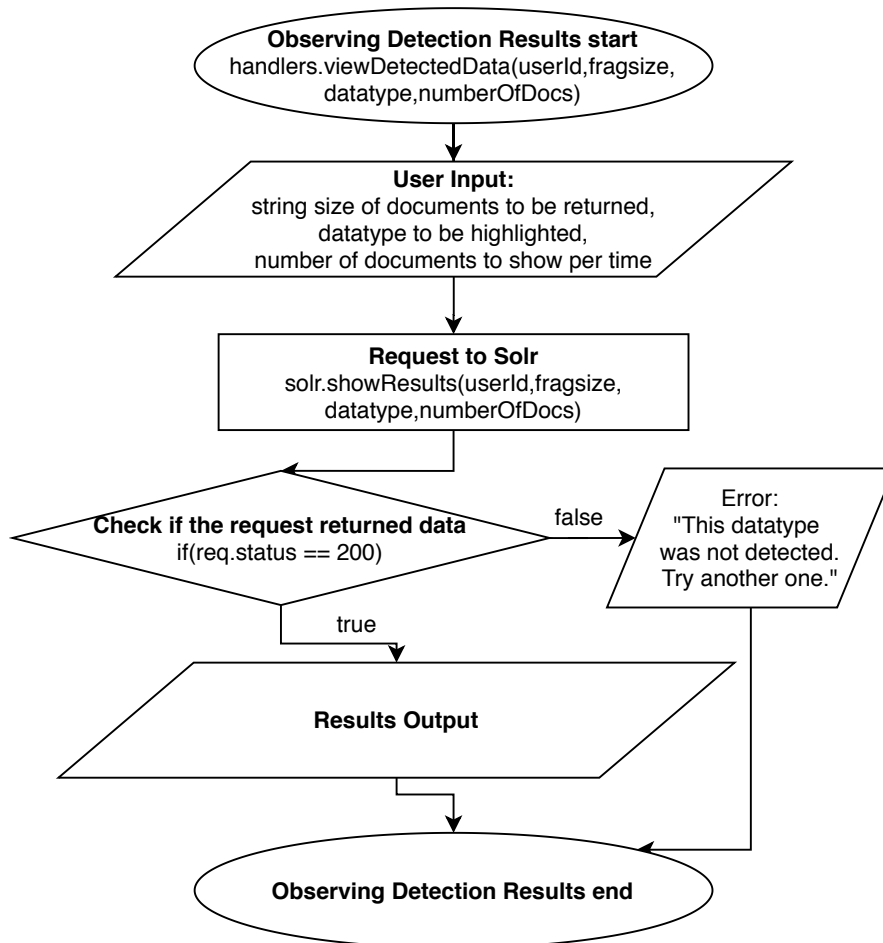 Observing Detection Results start
handlers.viewDetectedData(userId,fragsize,
datatype,numberOfDocs)
User Input:
string size of documents to be returned,
datatype to be highlighted,
number of documents to show per time
Request to Solr
solr.showResults(userId,fragsize,
datatype,numberOfDocs)
Check if the request returned data
if(req.status == 200)
false
Error:
"This datatype
was not detected.
Try another one."
true
Results Output
Observing Detection Results end